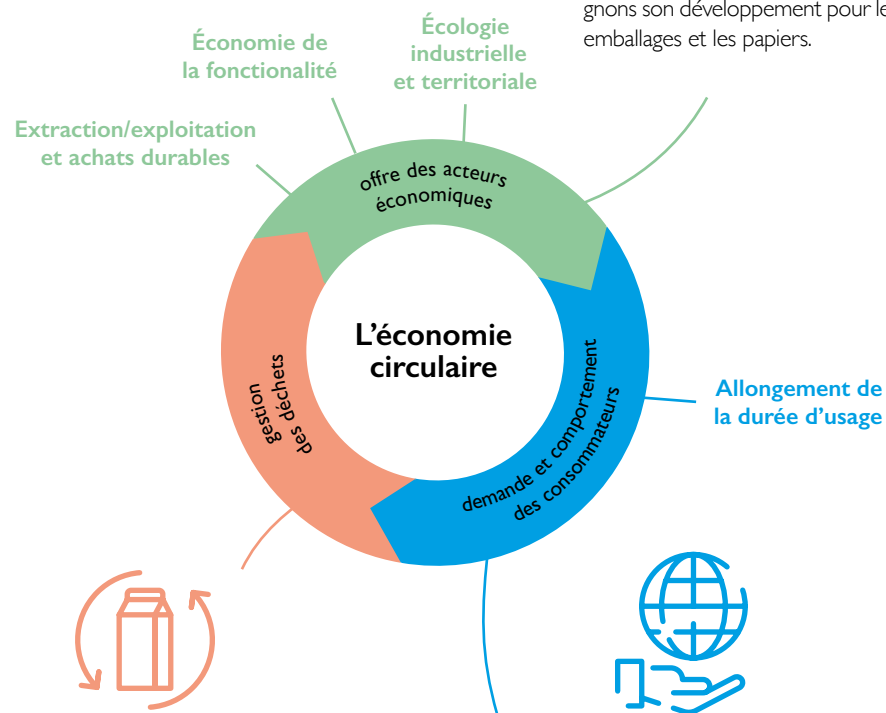 gnons son développement pour le
emballages et les papiers.
Écologie
industrielle
et territoriale
Économie de
la fonctionalité
Extraction/exploitation
et achats durables
offre des acteurs
économiques
L’économie
circulaire
gestion
des déchets
demande et comportement
des consommateurs
Allongement de
la durée d’usage